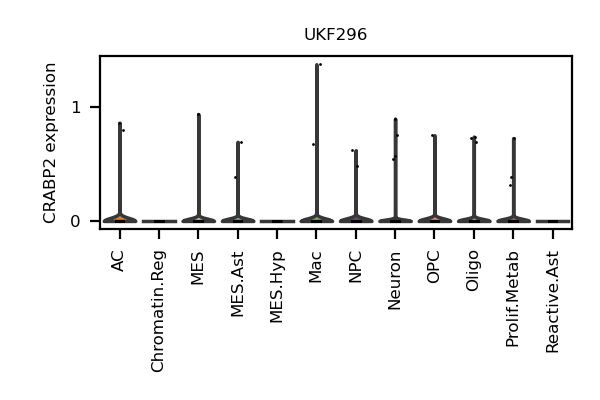 UKF296
CRABP2 expression
1
0
AC
Chromatin.Reg
MES
MES.Ast
MES.Hyp
Mac
NPC
Neuron
OPC
Oligo
Prolif.Metab
Reactive.Ast